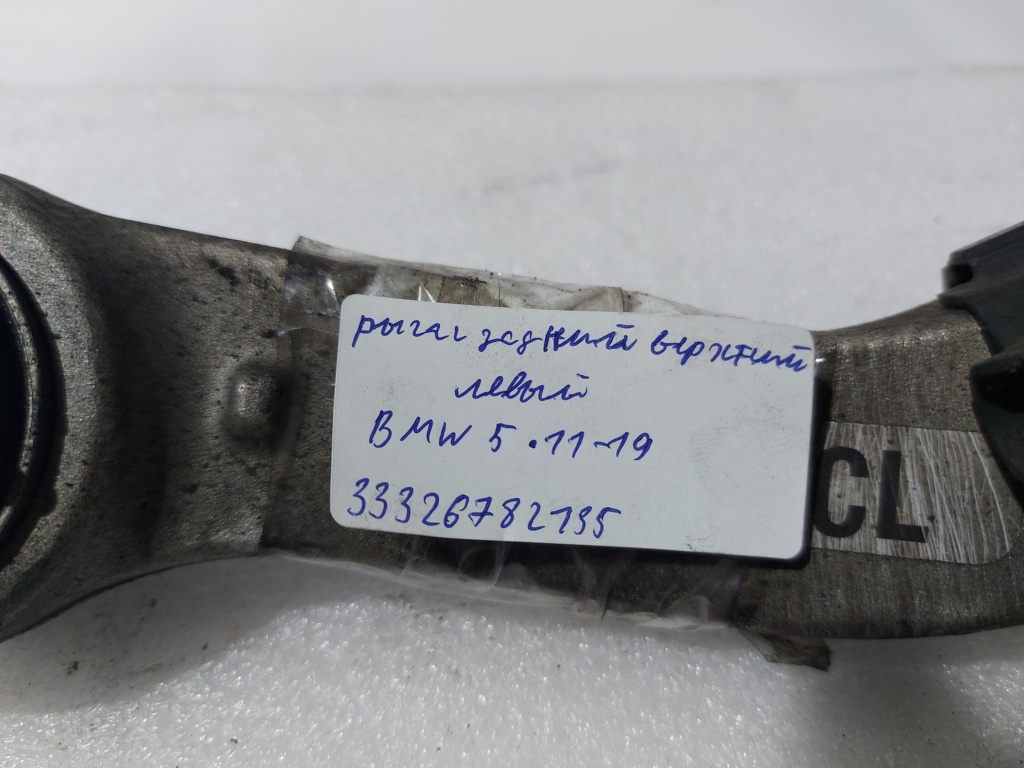 рычаг задний верхний
левый
BMW 5 • 11-19
33326782135
CL